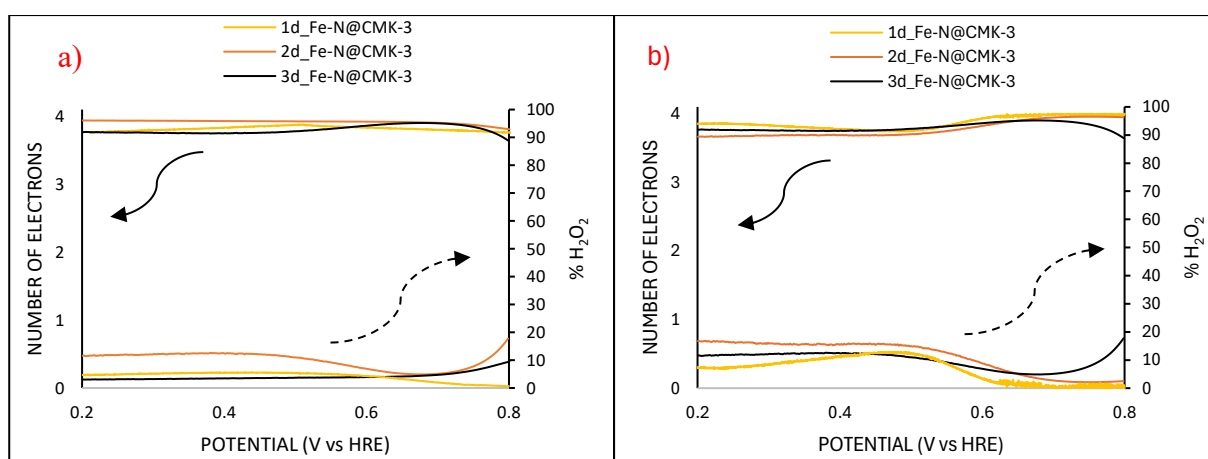 a)
1d_Fe-N@CMK-3
2d_Fe-N@CMK-3
3d_Fe-N@CMK-3
NUMBER OF ELECTRONS
4
3
2
1
0
100
90
80
70
60
50
40
30
20
10
0
% H₂O₂
0.2
0.4
0.6
0.8
POTENTIAL (V vs HRE)
b)
1d_Fe-N@CMK-3
2d_Fe-N@CMK-3
3d_Fe-N@CMK-3
NUMBER OF ELECTRONS
4
3
2
1
0
100
90
80
70
60
50
40
30
20
10
0
% H₂O₂
0.2
0.4
0.6
0.8
POTENTIAL (V vs HRE)